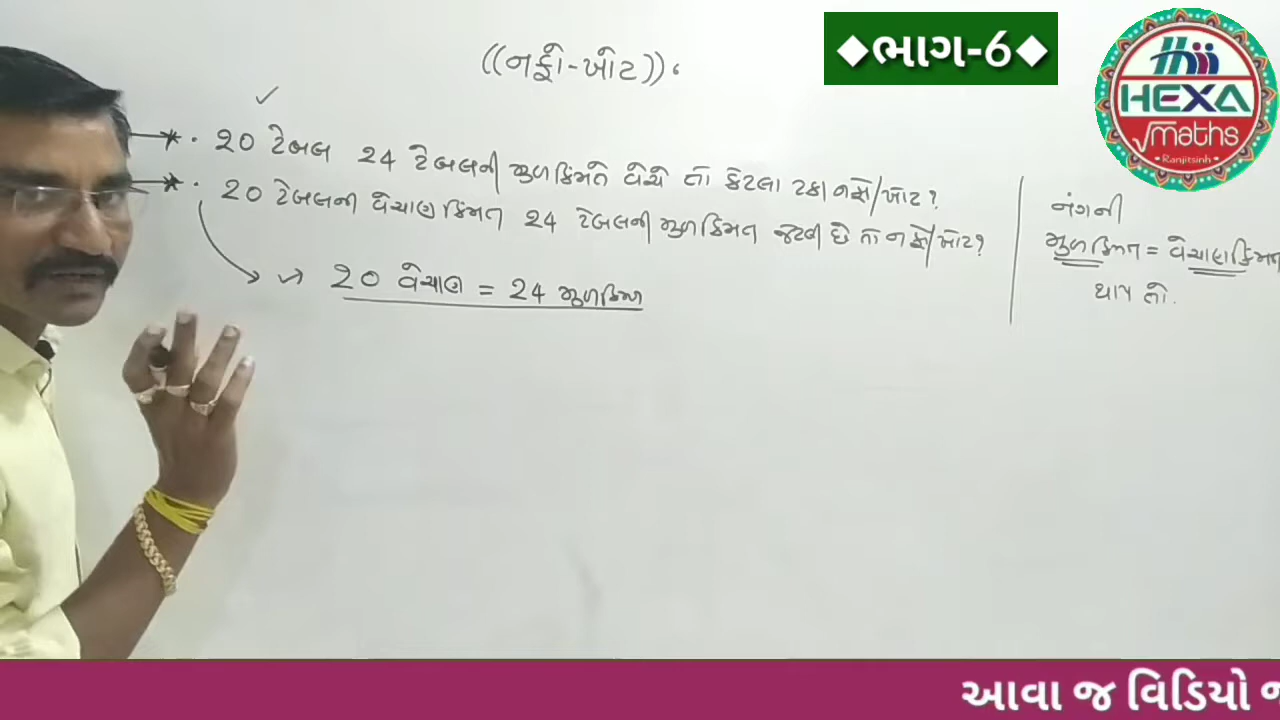 ((નફો-ખોટ))
◆ભાગ-6◆
HEXA
√maths
Ranjitsinh
20 ટેબલ 24 ટેબલની મુળકિંમતે વેચે તો કેટલા ટકા નફો/ખોટ?
20 ટેબલની વેચાણ કિંમત 24 ટેબલની મુળકિંમત જેટલી છે તો નફો/ખોટ?
20 વેચાણ = 24 મુળકિંમત
નંગની
મુળકિંમત = વેચાણકિંમત
થાય તો.
આવા જ વિડિયો